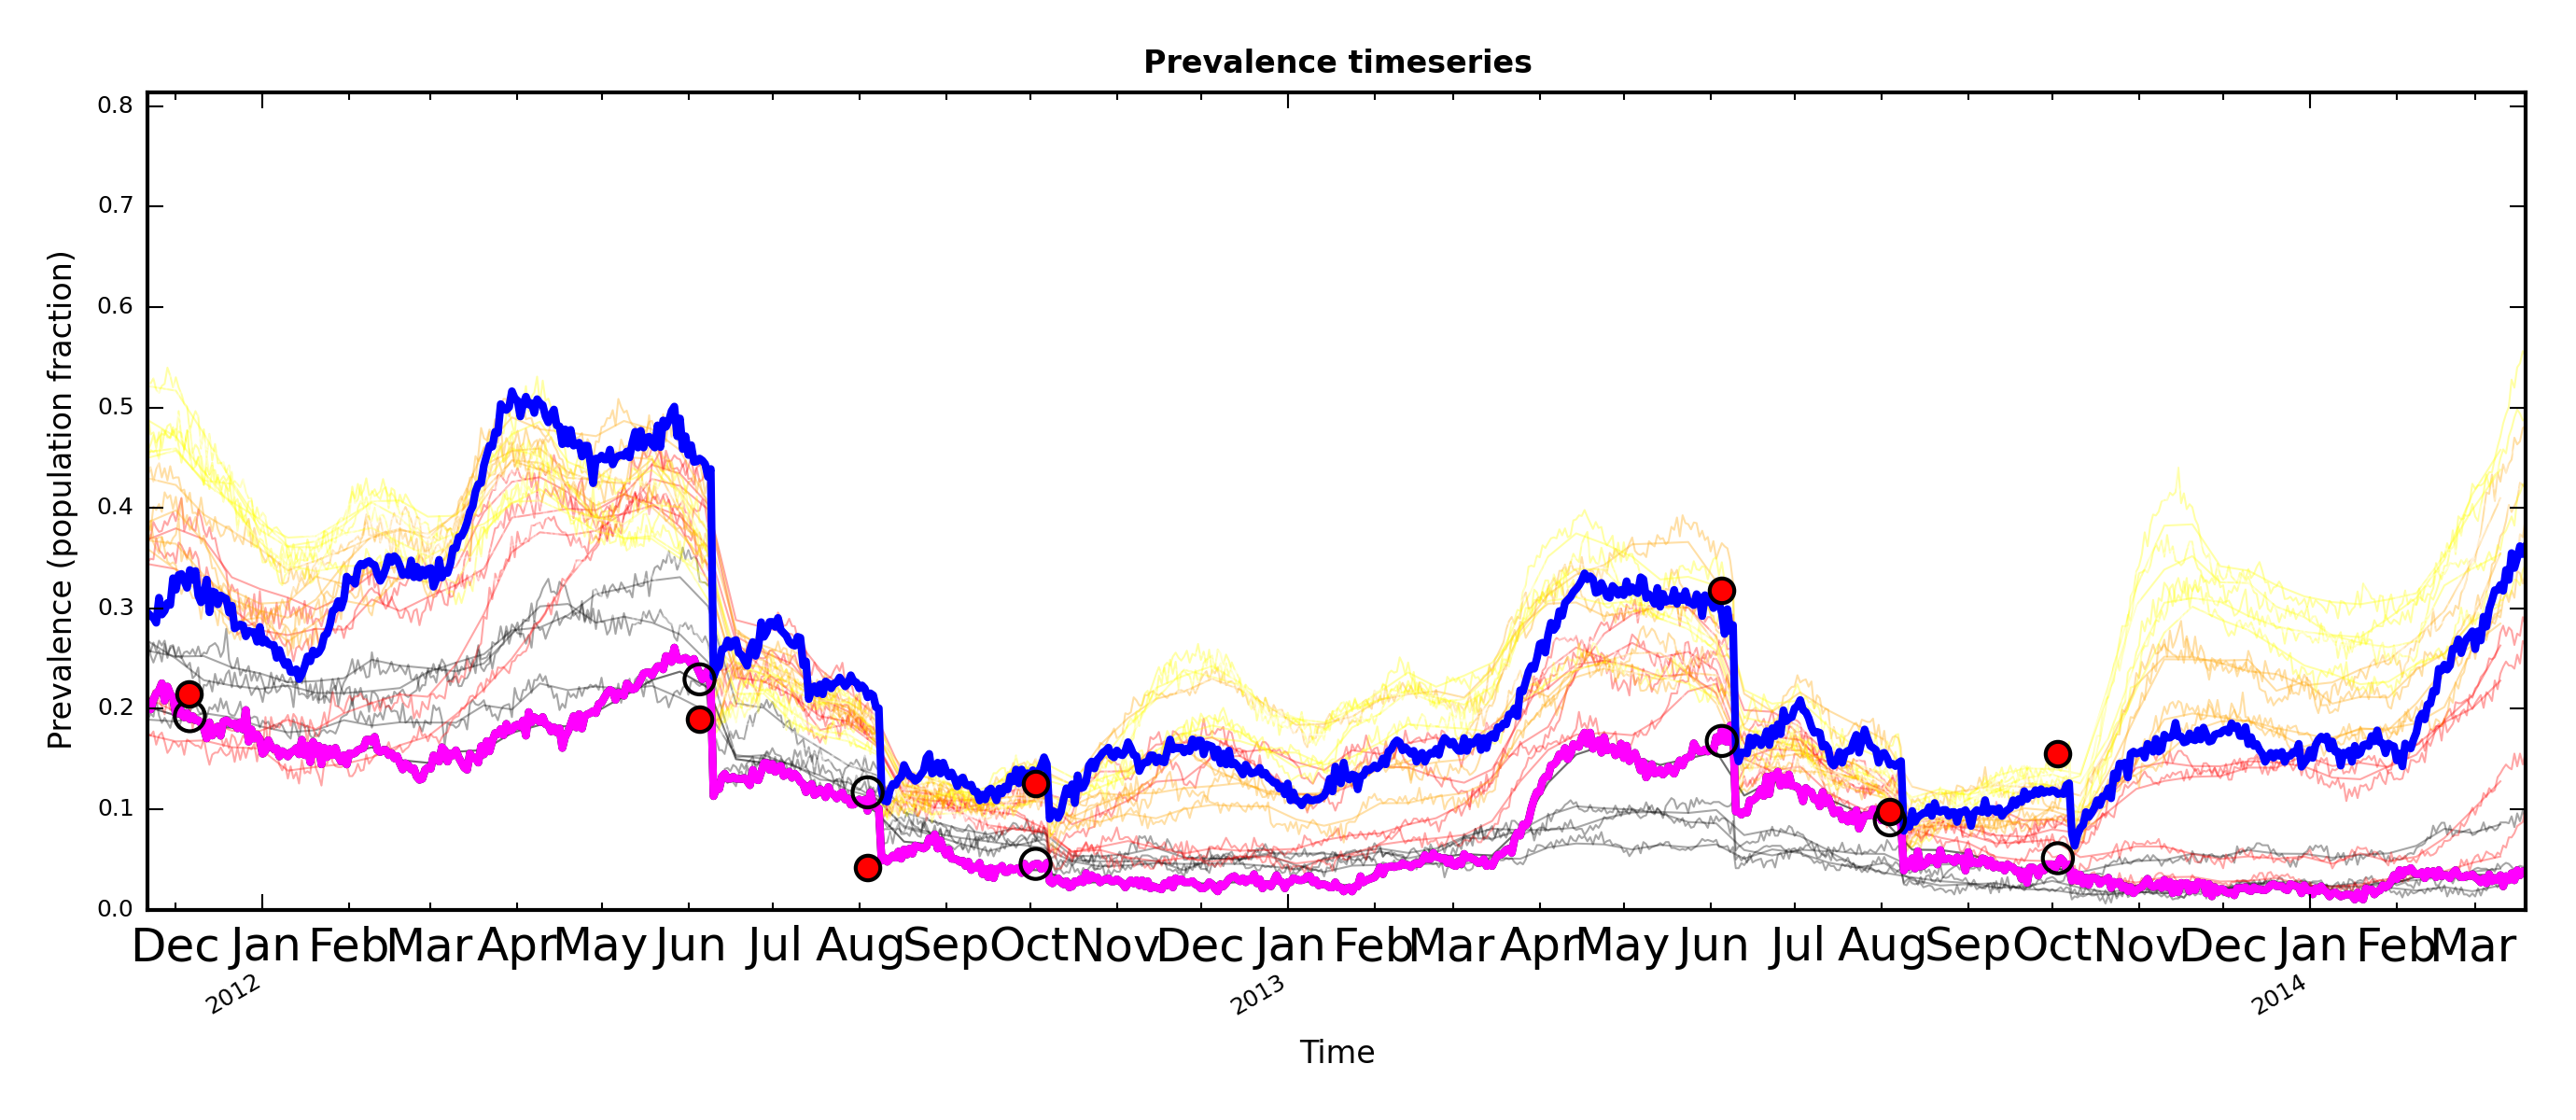 Prevalence timeseries
Prevalence (population fraction)
0.8
0.7
0.6
0.5
0.4
0.3
0.2
0.1
0.0
Dec Jan Feb Mar Apr May Jun Jul Aug Sep Oct Nov Dec Jan Feb Mar Apr May Jun Jul Aug Sep Oct Nov Dec Jan Feb Mar
2012 2013 2014
Time